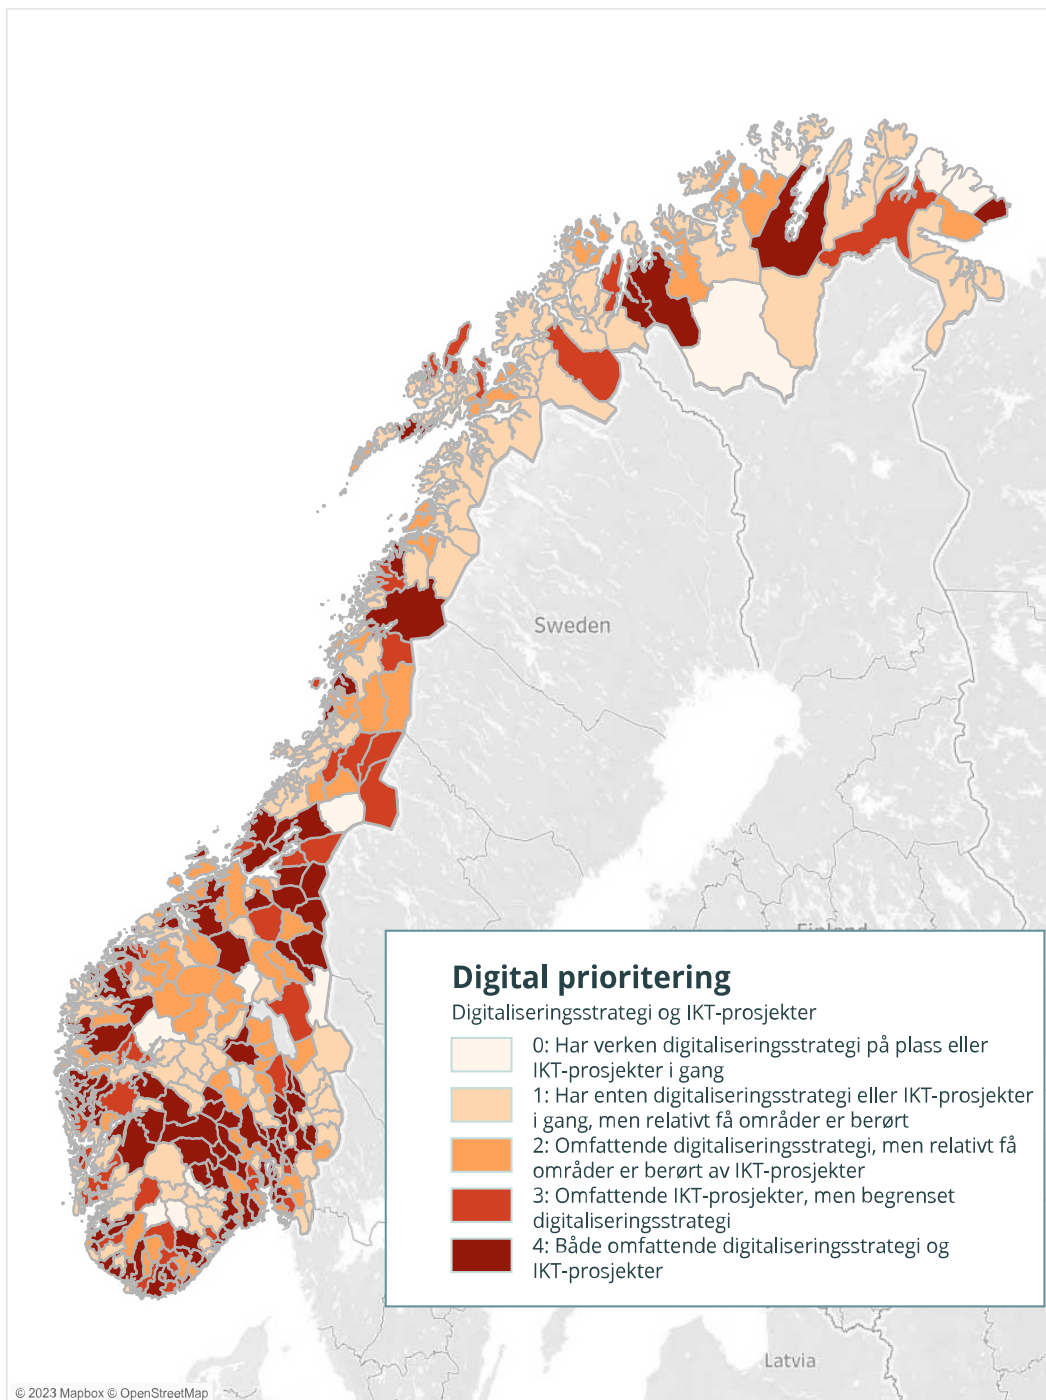 Sweden
Finland
Digital prioritering
Digitaliseringsstrategi og IKT-prosjekter
0: Har verken digitaliseringsstrategi på plass eller
IKT-prosjekter i gang
1: Har enten digitaliseringsstrategi eller IKT-prosjekter
i gang, men relativt få områder er berørt
2: Omfattende digitaliseringsstrategi, men relativt få
områder er berørt av IKT-prosjekter
3: Omfattende IKT-prosjekter, men begrenset
digitaliseringsstrategi
4: Både omfattende digitaliseringsstrategi og
IKT-prosjekter
Latvia
© 2023 Mapbox © OpenStreetMap